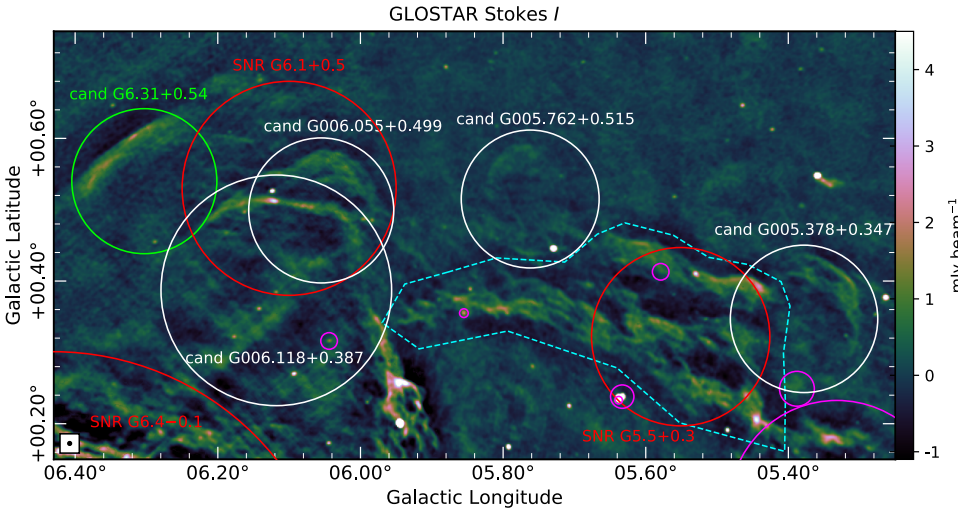 GLOSTAR Stokes I
SNR G6.1+0.5
cand G6.31+0.54
cand G006.055+0.499
cand G005.762+0.515
cand G005.378+0.347
cand G006.118+0.387
SNR G6.4−0.1
SNR G5.5+0.3
+00.60°
+00.40°
+00.20°
Galactic Latitude
06.40°
06.20°
06.00°
05.80°
05.60°
05.40°
Galactic Longitude
4
3
2
1
0
-1
mJy beam⁻¹